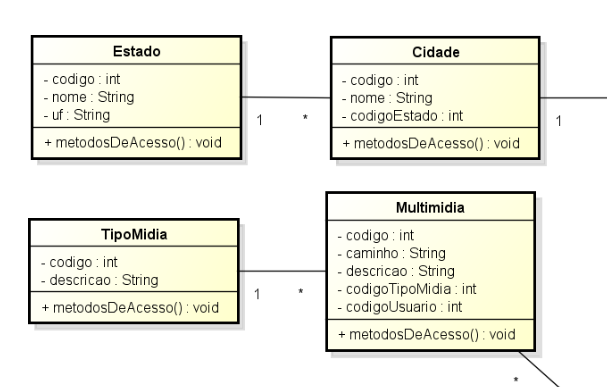 Estado
- codigo : int
- nome : String
- uf : String
+ metodosDeAcesso() : void
1
*
Cidade
- codigo : int
- nome : String
- codigoEstado : int
+ metodosDeAcesso() : void
1
TipoMidia
- codigo : int
- descricao : String
+ metodosDeAcesso() : void
1
*
Multimidia
- codigo : int
- caminho : String
- descricao : String
- codigoTipoMidia : int
- codigoUsuario : int
+ metodosDeAcesso() : void
*